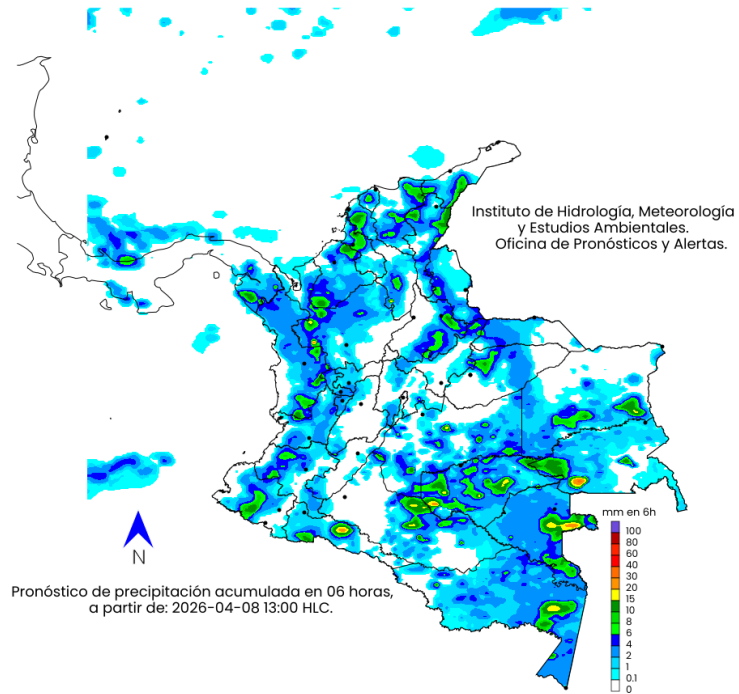 Instituto de Hidrología, Meteorología
y Estudios Ambientales.
Oficina de Pronósticos y Alertas.
mm en 6h
100
80
60
40
30
20
15
10
8
6
4
2
1
0.1
0
N
Pronóstico de precipitación acumulada en 06 horas,
a partir de: 2026-04-08 13:00 HLC.